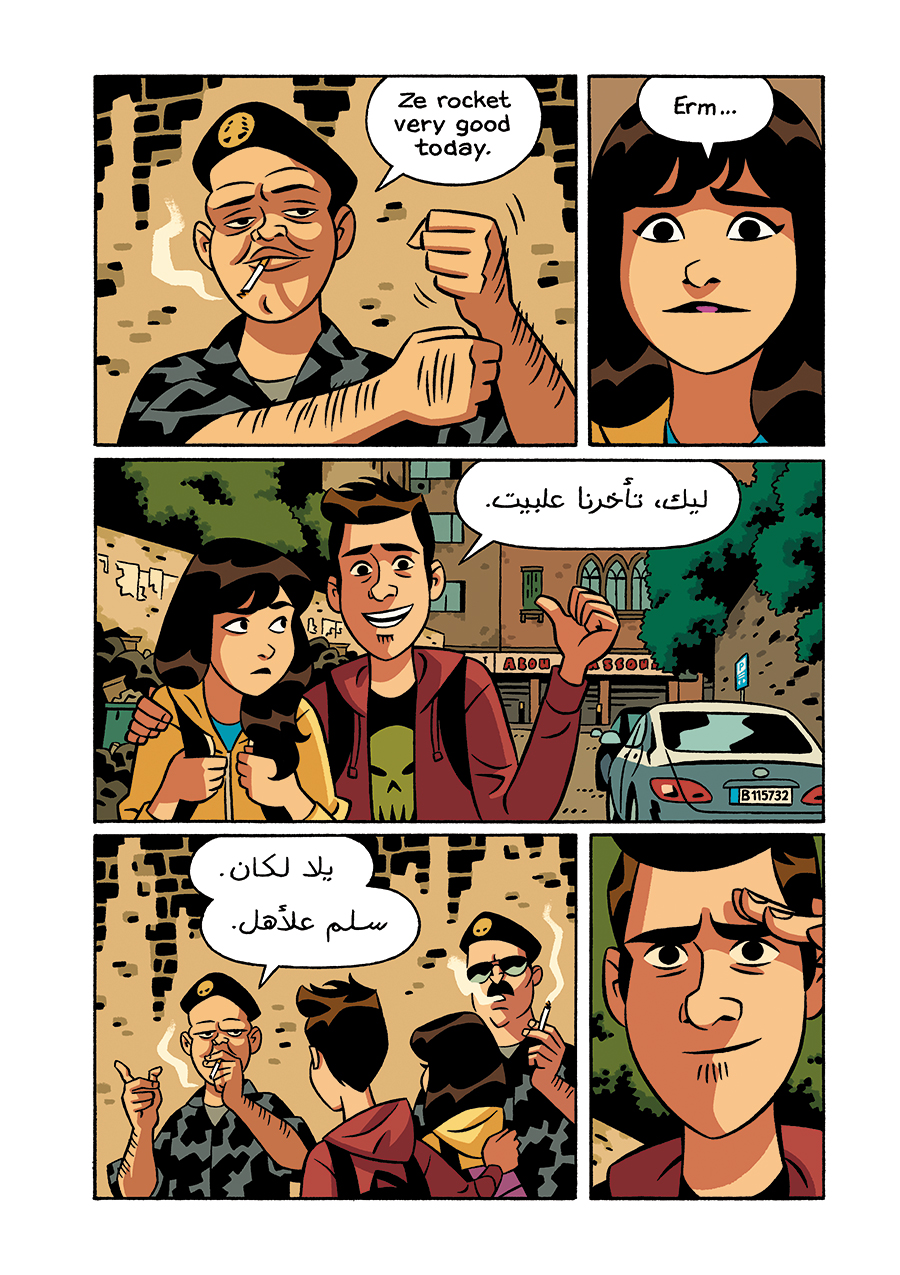 Ze rocket
very good
today.
Erm...
ليك، تأخرنا علبيت.
ABOU
B 115732
يلا لكان.
سلم علأهل.